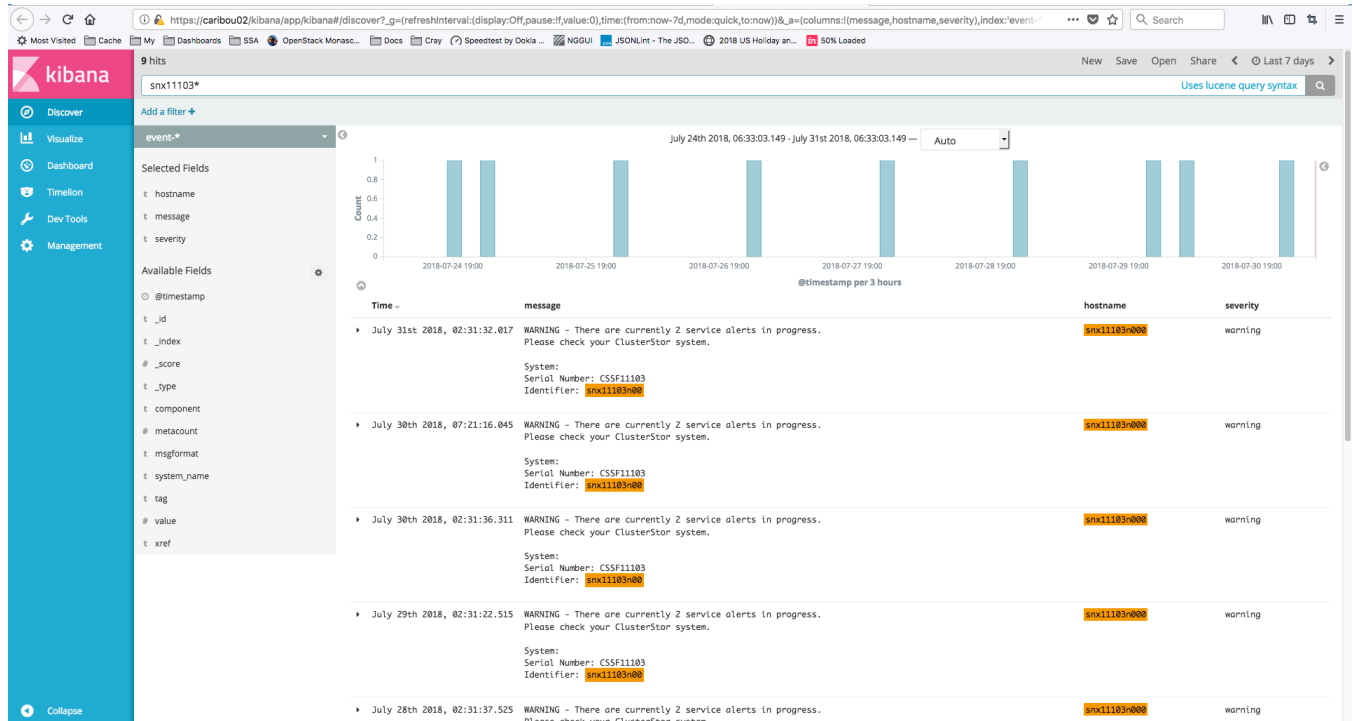 https://caribou02/kibana/app/kibana#/discover?_g=(refreshInterval:(display:Off,pause:!f,value:0),time:(from:now-7d,mode:quick,to:now))&_a=(columns:!(message,hostname,severity),index:'event-*
Search
Most Visited Cache My Dashboards SSA OpenStack Monasc... Docs Cray Speedtest by Ookla ... NGGUI JSONLint - The JSO... 2018 US Holiday an... 50% Loaded
kibana
Discover
Visualize
Dashboard
Timelion
Dev Tools
Management
Collapse
9 hits
New Save Open Share Last 7 days
snx11103*
Uses lucene query syntax
Add a filter +
event-*
Selected Fields
t hostname
t message
t severity
Available Fields
@timestamp
t _id
t _index
# _score
t _type
t component
# metacount
t msgformat
t system_name
t tag
# value
t xref
July 24th 2018, 06:33:03.149 - July 31st 2018, 06:33:03.149 — Auto
Count
1
0.8
0.6
0.4
0.2
0
2018-07-24 19:00 2018-07-25 19:00 2018-07-26 19:00 2018-07-27 19:00 2018-07-28 19:00 2018-07-29 19:00 2018-07-30 19:00
@timestamp per 3 hours
Time message hostname severity
July 31st 2018, 02:31:32.017 WARNING - There are currently 2 service alerts in progress. snx11103n000 warning
Please check your ClusterStor system.
System:
Serial Number: CSSF11103
Identifier: snx11103n00
July 30th 2018, 07:21:16.045 WARNING - There are currently 2 service alerts in progress. snx11103n000 warning
Please check your ClusterStor system.
System:
Serial Number: CSSF11103
Identifier: snx11103n00
July 30th 2018, 02:31:36.311 WARNING - There are currently 2 service alerts in progress. snx11103n000 warning
Please check your ClusterStor system.
System:
Serial Number: CSSF11103
Identifier: snx11103n00
July 29th 2018, 02:31:22.515 WARNING - There are currently 2 service alerts in progress. snx11103n000 warning
Please check your ClusterStor system.
System:
Serial Number: CSSF11103
Identifier: snx11103n00
July 28th 2018, 02:31:37.525 WARNING - There are currently 2 service alerts in progress. snx11103n000 warning
Please check your ClusterStor system.